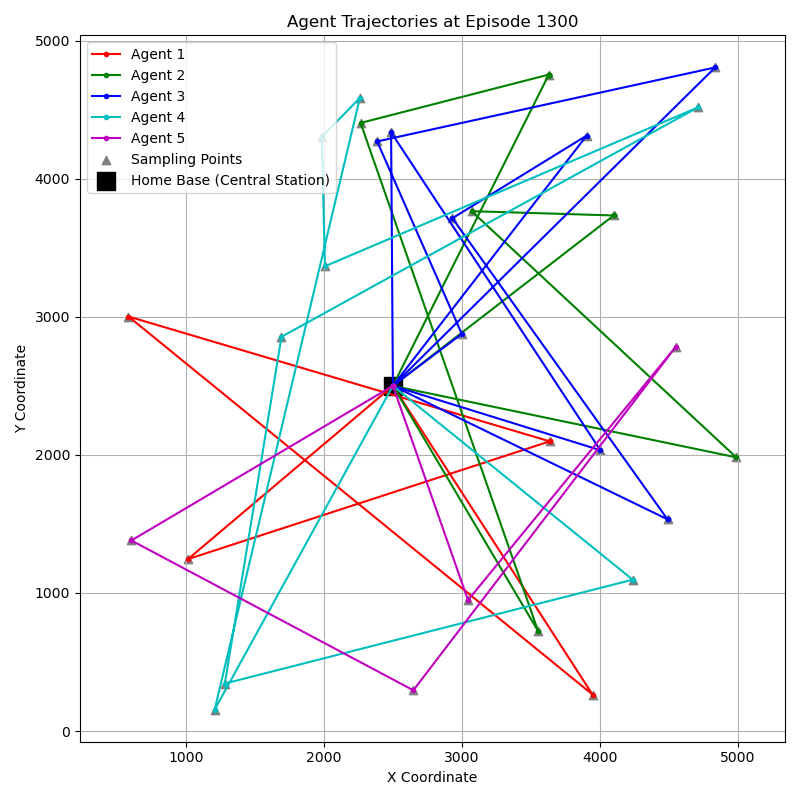 Agent Trajectories at Episode 1300
Agent 1
Agent 2
Agent 3
Agent 4
Agent 5
Sampling Points
Home Base (Central Station)
5000
4000
3000
2000
1000
0
Y Coordinate
1000
2000
3000
4000
5000
X Coordinate